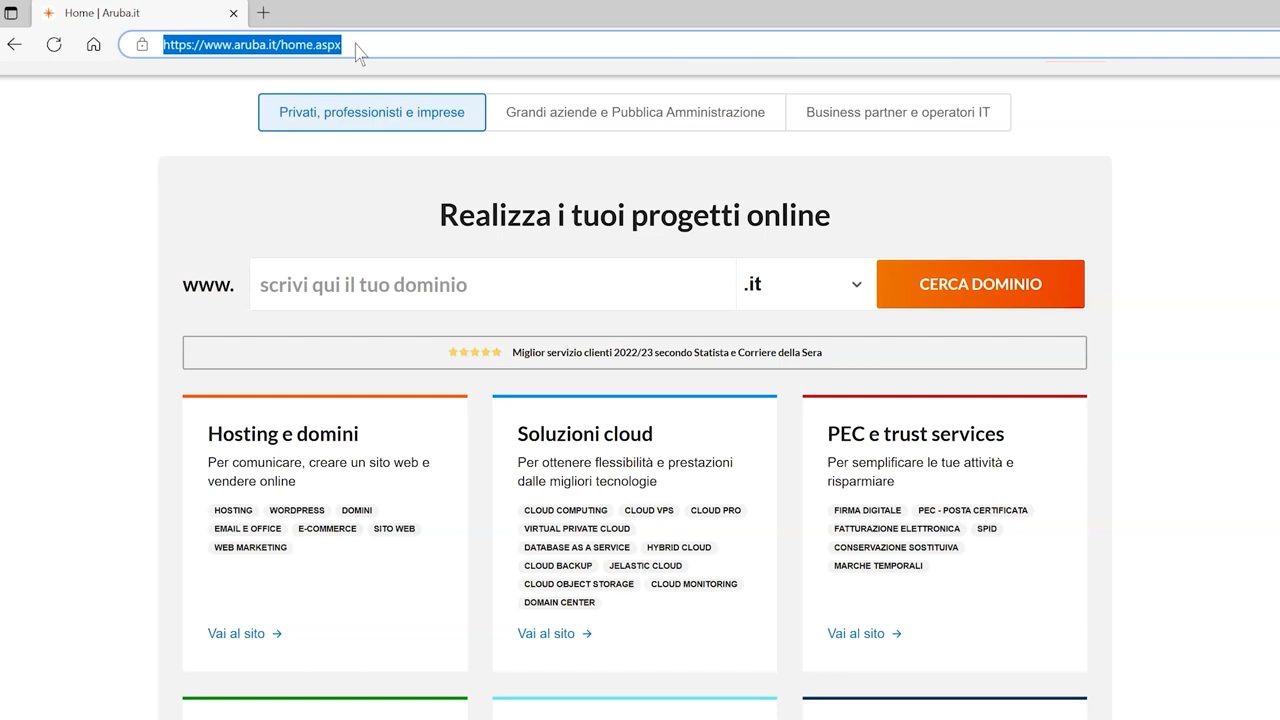 Home | Aruba.it
https://www.aruba.it/home.aspx
Privati, professionisti e imprese
Grandi aziende e Pubblica Amministrazione
Business partner e operatori IT
Realizza i tuoi progetti online
www.
scrivi qui il tuo dominio
.it
CERCA DOMINIO
Miglior servizio clienti 2022/23 secondo Statista e Corriere della Sera
Hosting e domini
Per comunicare, creare un sito web e
vendere online
HOSTING WORDPRESS DOMINI
EMAIL E OFFICE E-COMMERCE SITO WEB
WEB MARKETING
Vai al sito →
Soluzioni cloud
Per ottenere flessibilità e prestazioni
dalle migliori tecnologie
CLOUD COMPUTING CLOUD VPS CLOUD PRO
VIRTUAL PRIVATE CLOUD
DATABASE AS A SERVICE HYBRID CLOUD
CLOUD BACKUP JELASTIC CLOUD
CLOUD OBJECT STORAGE CLOUD MONITORING
DOMAIN CENTER
Vai al sito →
PEC e trust services
Per semplificare le tue attività e
risparmiare
FIRMA DIGITALE PEC - POSTA CERTIFICATA
FATTURAZIONE ELETTRONICA SPID
CONSERVAZIONE SOSTITUIVA
MARCHE TEMPORALI
Vai al sito →